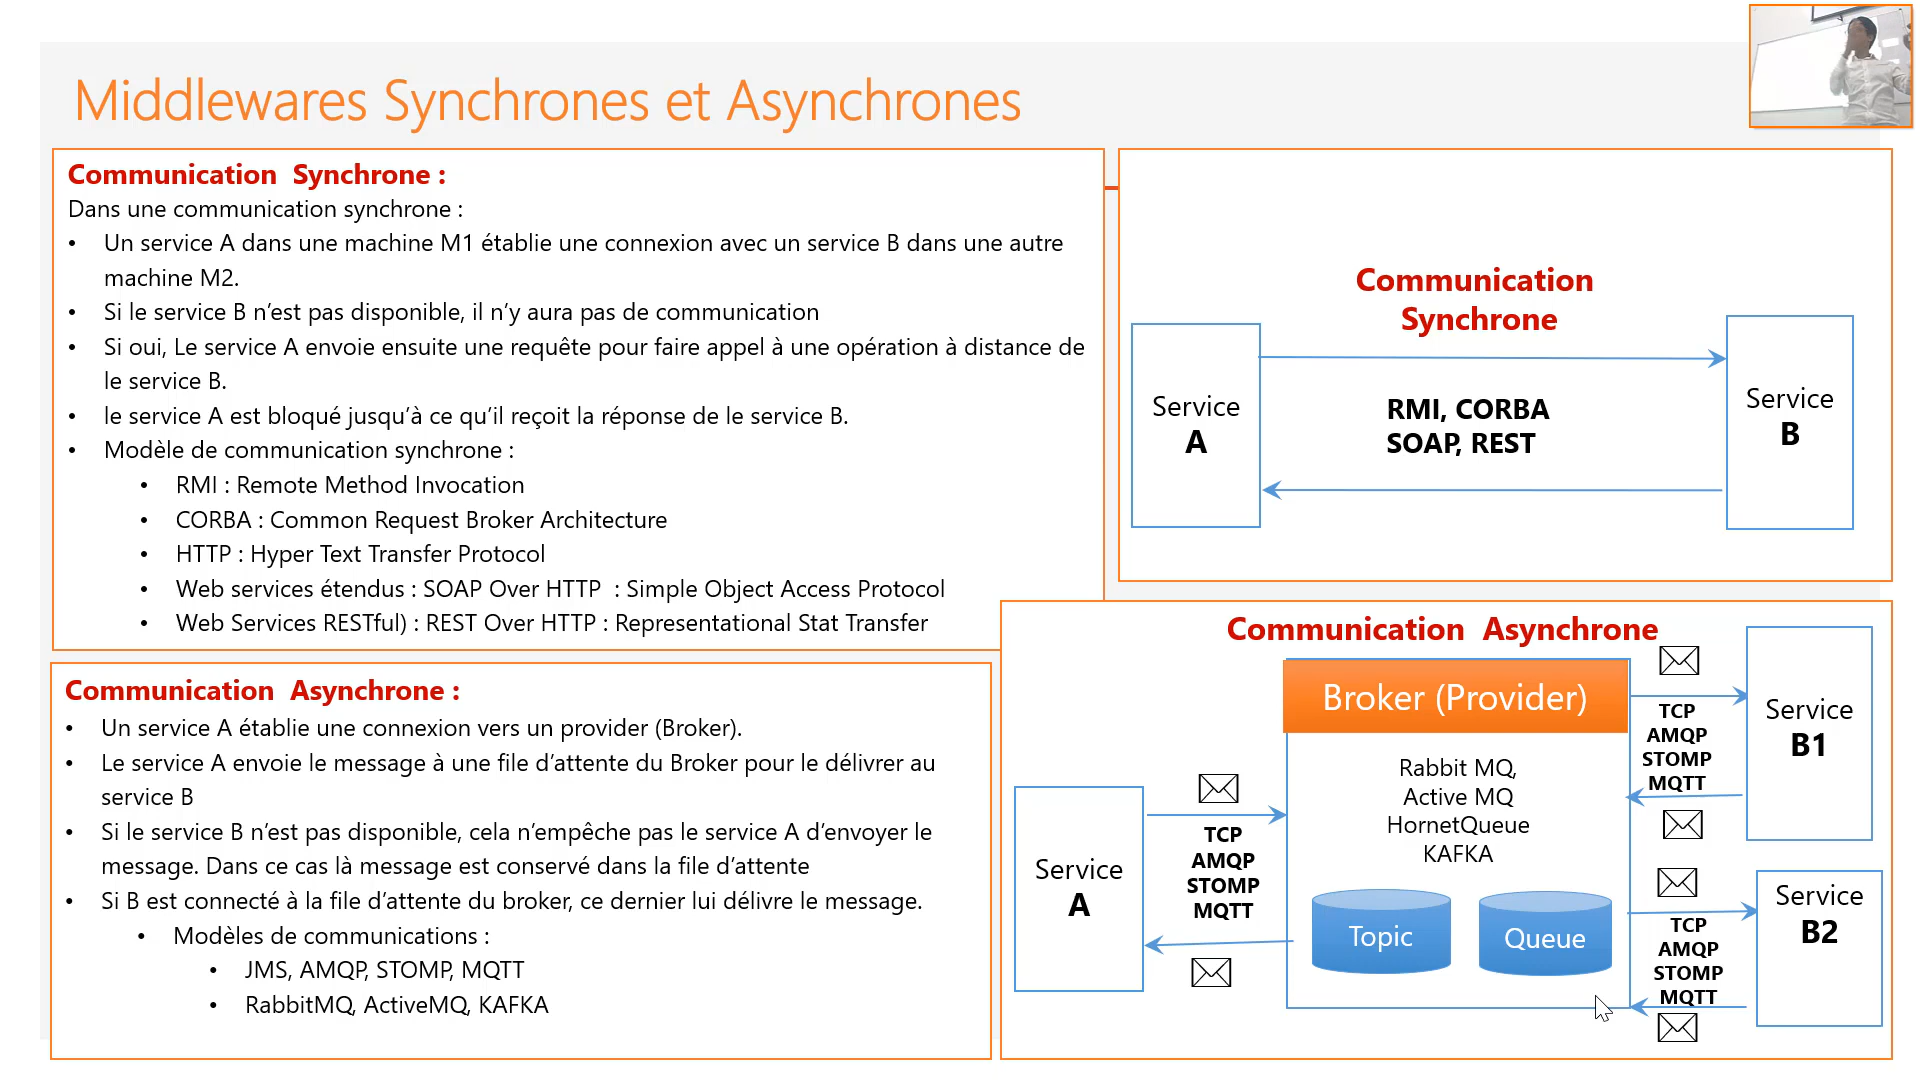 Middlewares Synchrones et Asynchrones
Communication  Synchrone :
Dans une communication synchrone :
• Un service A dans une machine M1 établie une connexion avec un service B dans une autre
machine M2.
• Si le service B n’est pas disponible, il n’y aura pas de communication
• Si oui, Le service A envoie ensuite une requête pour faire appel à une opération à distance de
le service B.
• le service A est bloqué jusqu’à ce qu’il reçoit la réponse de le service B.
• Modèle de communication synchrone :
• RMI : Remote Method Invocation
• CORBA : Common Request Broker Architecture
• HTTP : Hyper Text Transfer Protocol
• Web services étendus : SOAP Over HTTP  : Simple Object Access Protocol
• Web Services RESTful) : REST Over HTTP : Representational Stat Transfer
Communication
Synchrone
Service
A
RMI, CORBA
SOAP, REST
Service
B
Communication  Asynchrone :
• Un service A établie une connexion vers un provider (Broker).
• Le service A envoie le message à une file d’attente du Broker pour le délivrer au
service B
• Si le service B n’est pas disponible, cela n’empêche pas le service A d’envoyer le
message. Dans ce cas là message est conservé dans la file d’attente
• Si B est connecté à la file d’attente du broker, ce dernier lui délivre le message.
• Modèles de communications :
• JMS, AMQP, STOMP, MQTT
• RabbitMQ, ActiveMQ, KAFKA
Communication  Asynchrone
Service
A
TCP
AMQP
STOMP
MQTT
Broker (Provider)
Rabbit MQ,
Active MQ
HornetQueue
KAFKA
Topic
Queue
TCP
AMQP
STOMP
MQTT
Service
B1
TCP
AMQP
STOMP
MQTT
Service
B2